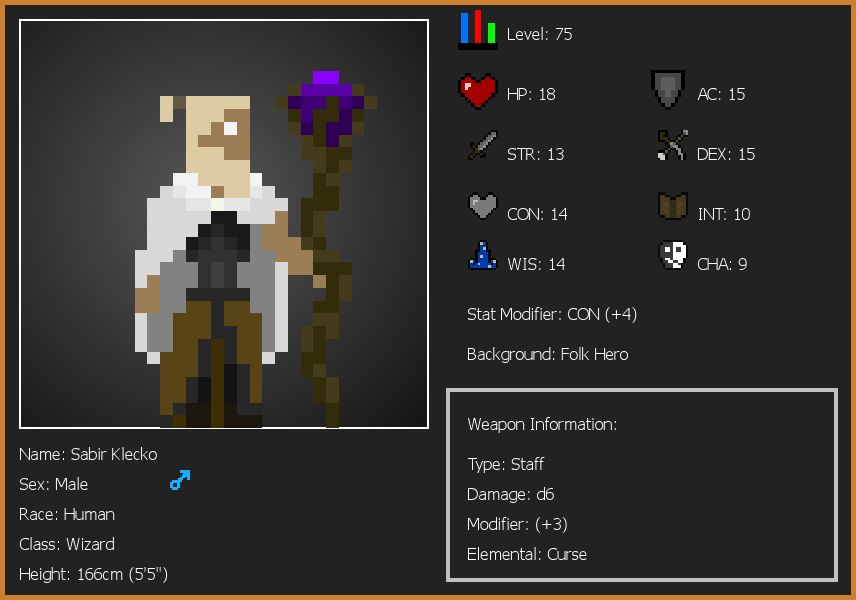 Level: 75
HP: 18
AC: 15
STR: 13
DEX: 15
CON: 14
INT: 10
WIS: 14
CHA: 9
Stat Modifier: CON (+4)
Background: Folk Hero
Weapon Information:
Type: Staff
Damage: d6
Modifier: (+3)
Elemental: Curse
Name: Sabir Klecko
Sex: Male
Race: Human
Class: Wizard
Height: 166cm (5'5")